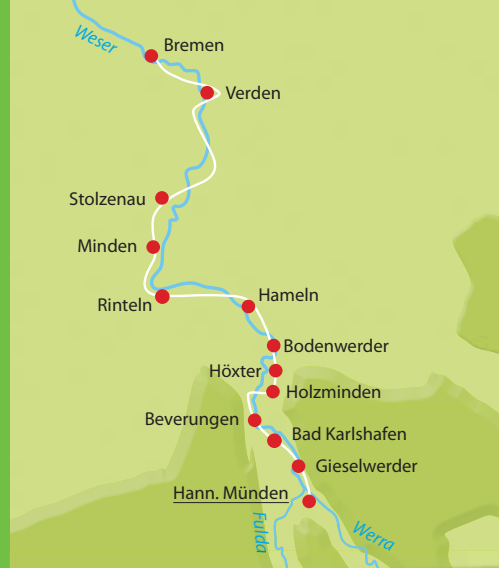 Weser
Bremen
Verden
Stolzenau
Minden
Rinteln
Hameln
Bodenwerder
Höxter
Holzminden
Beverungen
Bad Karlshafen
Gieselwerder
Hann. Münden
Fulda
Werra